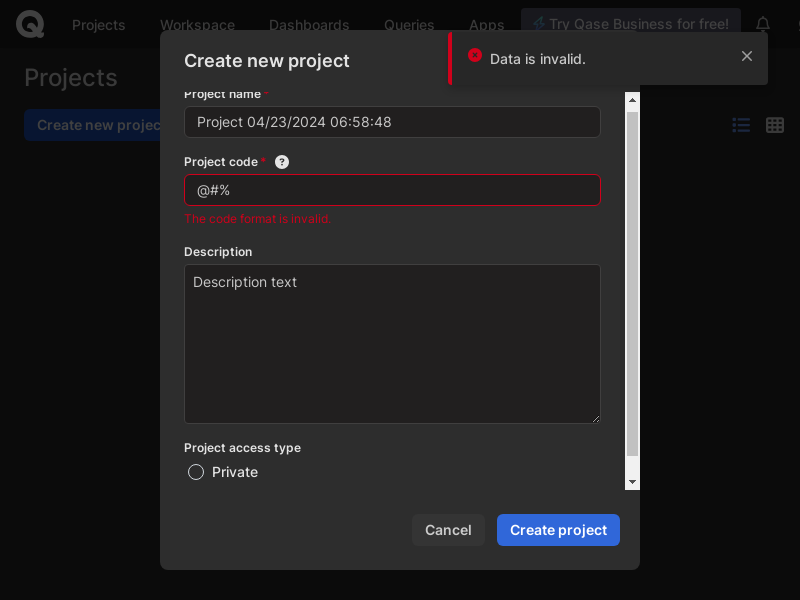 Projects Workspace Dashboards Queries Apps ⚡Try Qase Business for free!
Data is invalid.
Create new project
Projects
Create new projec
Project name *
Project 04/23/2024 06:58:48
Project code * ?
@#%
The code format is invalid.
Description
Description text
Project access type
Private
Cancel
Create project